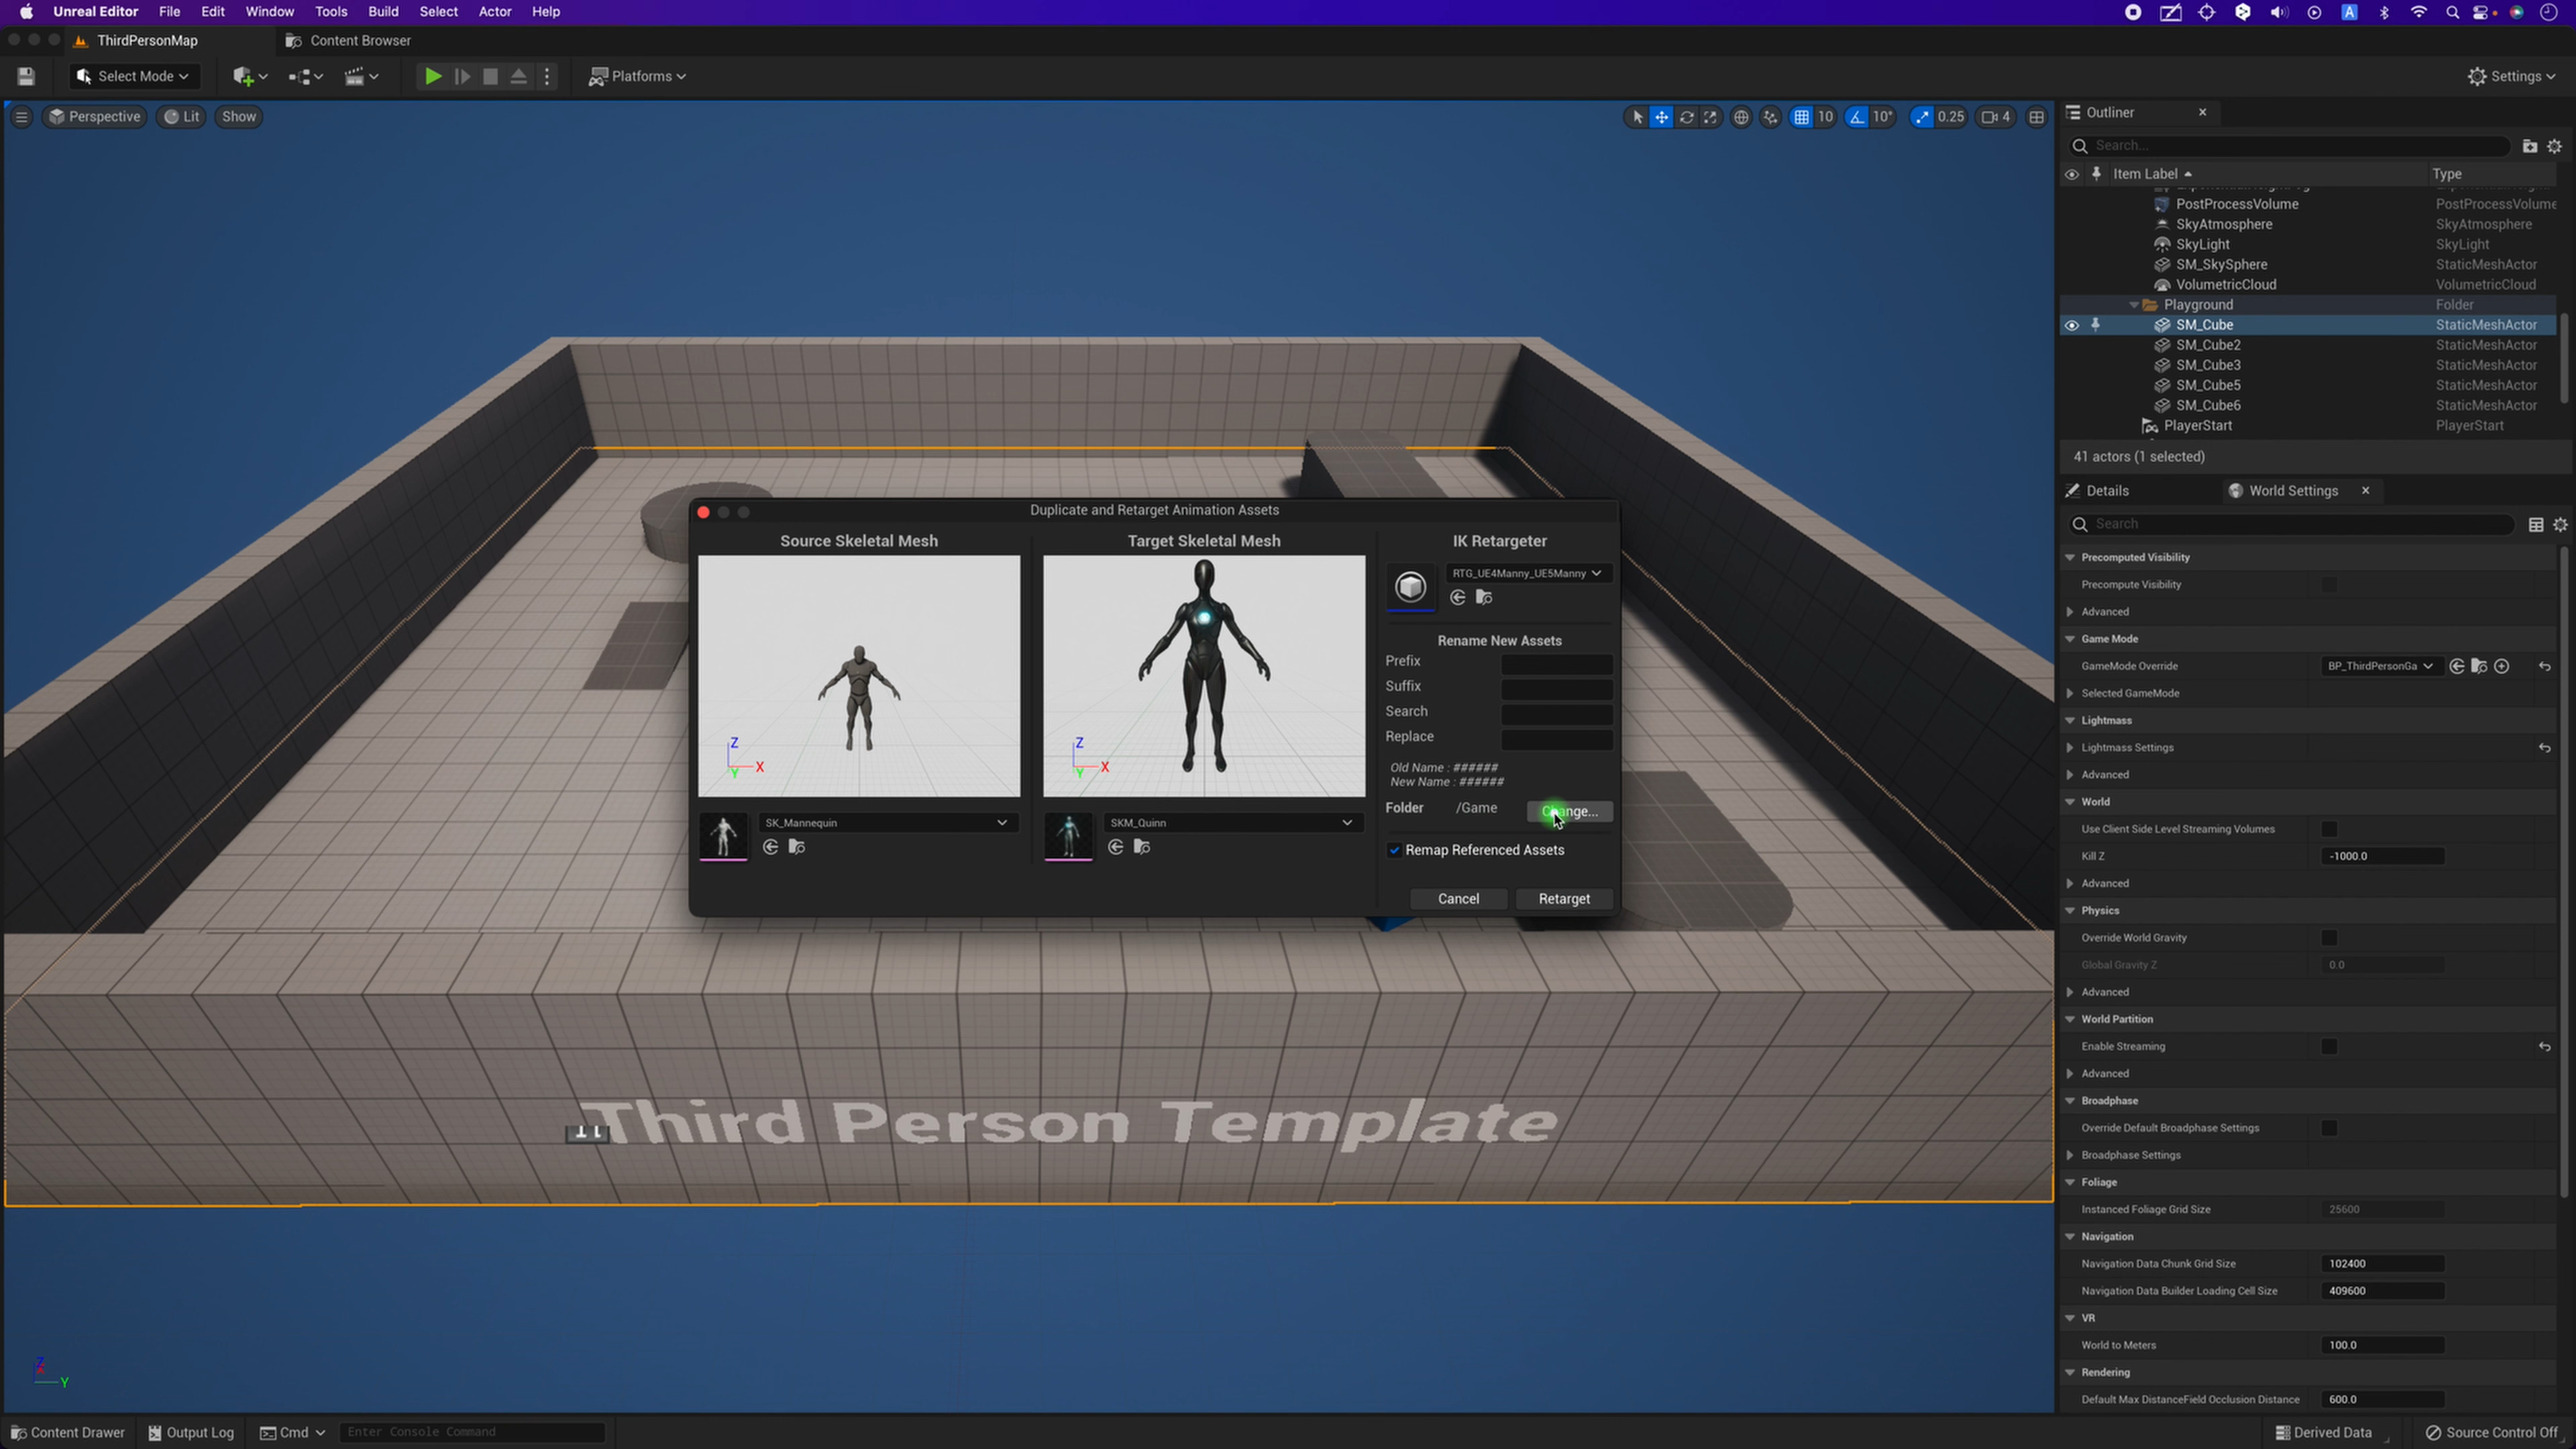 Unreal Editor File Edit Window Tools Build Select Actor Help
ThirdPersonMap Content Browser
Select Mode Platforms Settings
Perspective Lit Show 10 10° 0.25 4
Outliner
Search...
Item Label Type
PostProcessVolume PostProcessVolume
SkyAtmosphere SkyAtmosphere
SkyLight SkyLight
SM_SkySphere StaticMeshActor
VolumetricCloud VolumetricCloud
Playground Folder
SM_Cube StaticMeshActor
SM_Cube2 StaticMeshActor
SM_Cube3 StaticMeshActor
SM_Cube5 StaticMeshActor
SM_Cube6 StaticMeshActor
PlayerStart PlayerStart
41 actors (1 selected)
Details World Settings
Search
Precomputed Visibility
Precompute Visibility
Advanced
Game Mode
GameMode Override BP_ThirdPersonGa
Selected GameMode
Lightmass
Lightmass Settings
Advanced
World
Use Client Side Level Streaming Volumes
Kill Z -1000.0
Advanced
Physics
Override World Gravity
Global Gravity Z 0.0
Advanced
World Partition
Enable Streaming
Advanced
Broadphase
Override Default Broadphase Settings
Broadphase Settings
Foliage
Instanced Foliage Grid Size 25600
Navigation
Navigation Data Chunk Grid Size 102400
Navigation Data Builder Loading Cell Size 409600
VR
World to Meters 100.0
Rendering
Default Max DistanceField Occlusion Distance 600.0
Duplicate and Retarget Animation Assets
Source Skeletal Mesh Target Skeletal Mesh IK Retargeter
RTG_UE4Manny_UE5Manny
Rename New Assets
Prefix
Suffix
Search
Replace
Old Name : ######
New Name : ######
Folder /Game Change...
Z X Y
Z X Y
SK_Mannequin SKM_Quinn
Remap Referenced Assets
Cancel Retarget
Third Person Template
Z Y
Content Drawer Output Log Cmd Enter Console Command Derived Data Source Control Off